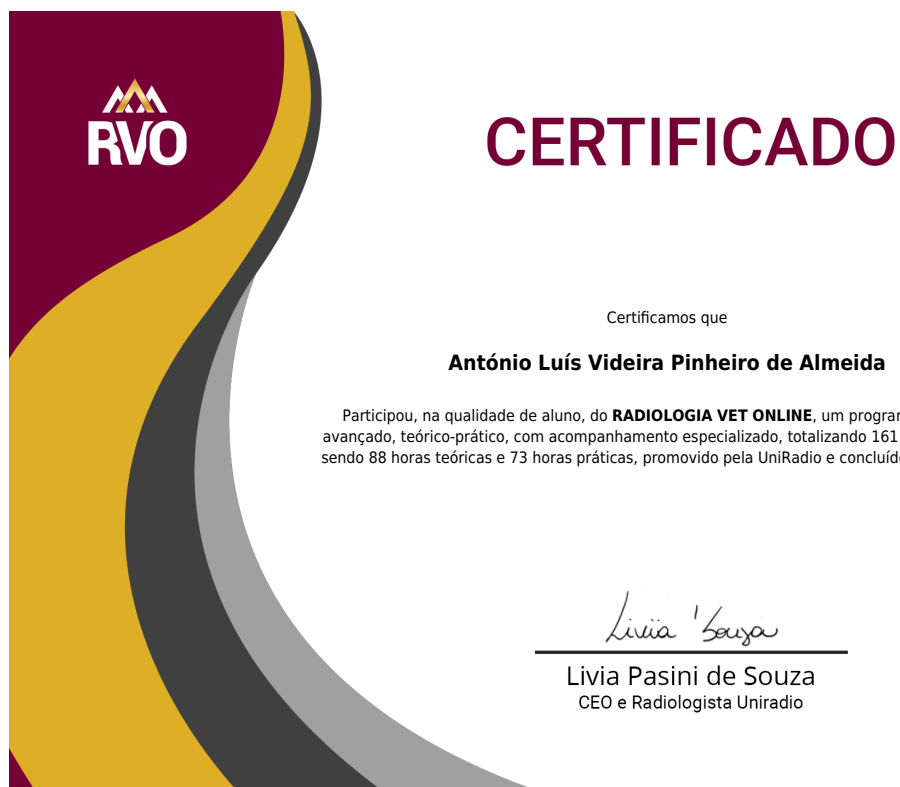 RVO
CERTIFICADO
Certificamos que
António Luís Videira Pinheiro de Almeida
Participou, na qualidade de aluno, do RADIOLOGIA VET ONLINE, um
avançado, teórico-prático, com acompanhamento especializado, totalizando 161
sendo 88 horas teóricas e 73 horas práticas, promovido pela UniRadio e
Livia Souza
Livia Pasini de Souza
CEO e Radiologista Uniradio